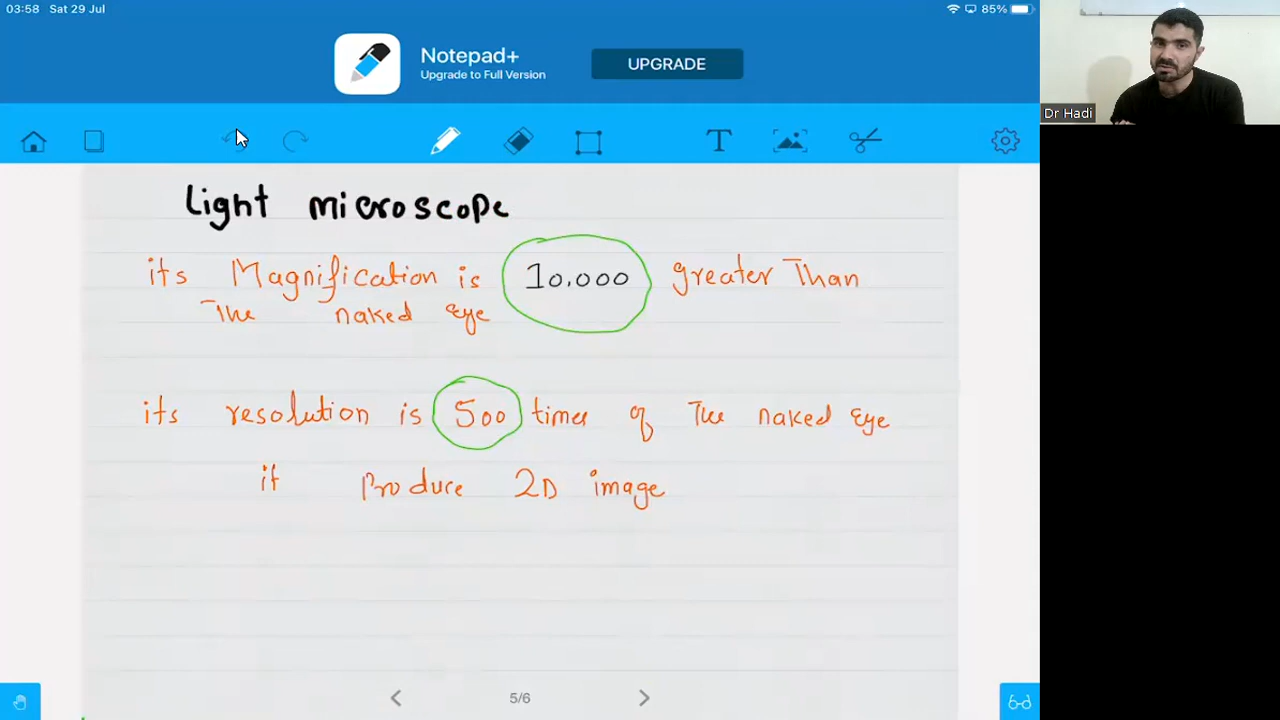 03:58 Sat 29 Jul
85%
Notepad+
Upgrade to Full Version
UPGRADE
Dr Hadi
T
Light microscope
its Magnification is 10.000 greater Than
The naked Eye
its resolution is 500 times of The naked Eye
it Produce 2D image
5/6